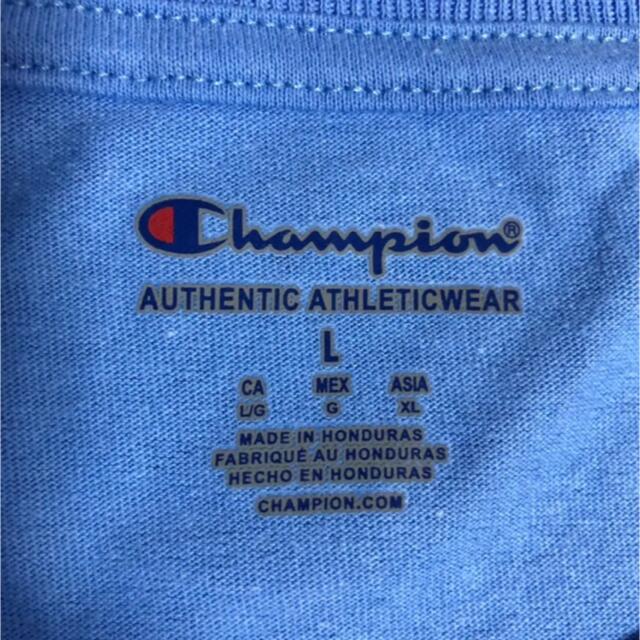 Champion®
AUTHENTIC ATHLETICWEAR
L
CA MEX ASIA
L/G G XL
MADE IN HONDURAS
FABRIQUÉ AU HONDURAS
HECHO EN HONDURAS
CHAMPION.COM